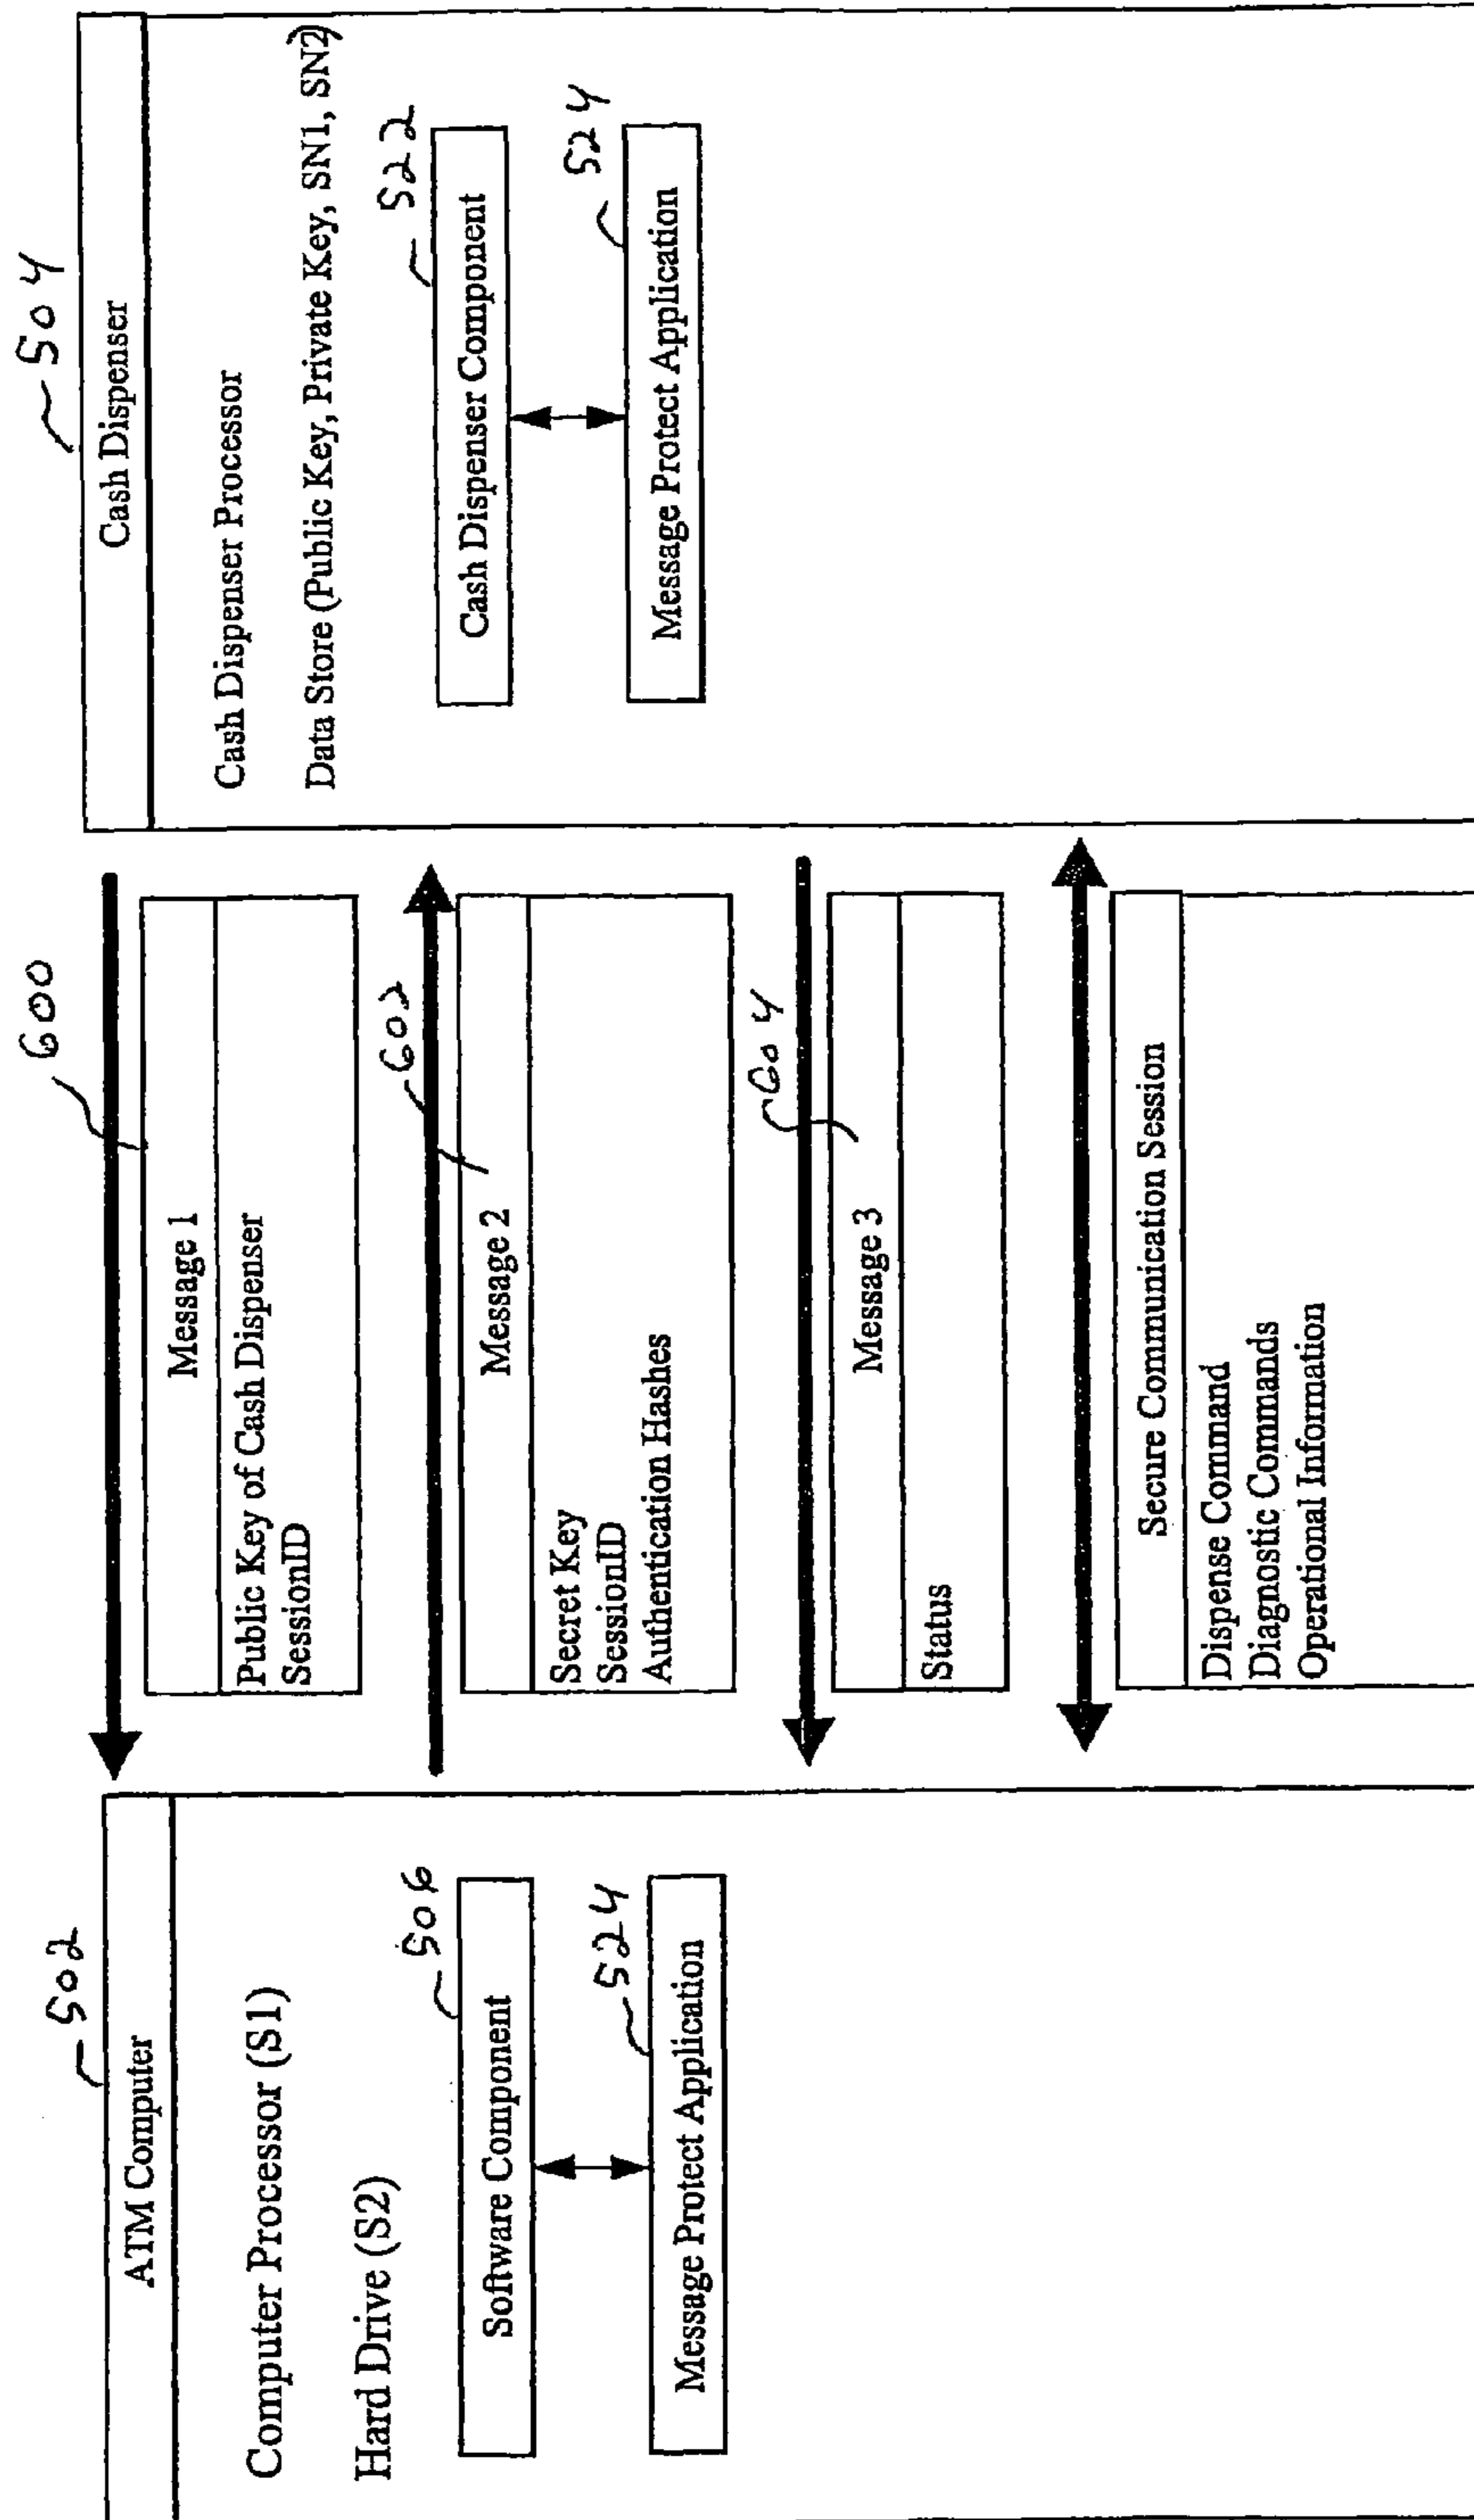 502
ATM Computer
Computer Processor (S1)
Hard Drive (S2)
506
Software Component
524
Message Protect Application
600
Message 1
Public Key of Cash Dispenser
SessionID
602
Message 2
Secret Key
SessionID
Authentication Hashes
604
Message 3
Status
Secure Communication Session
Dispense Command
Diagnostic Commands
Operational Information
504
Cash Dispenser
Cash Dispenser Processor
Data Store (Public Key, Private Key, SN1, SN2)
522
Cash Dispenser Component
524
Message Protect Application